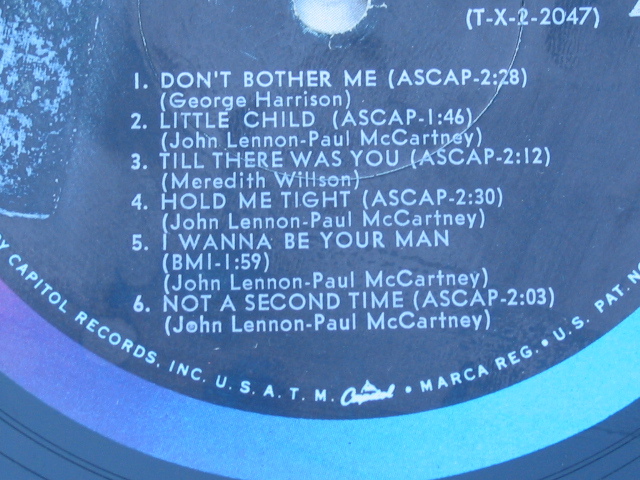 (T-X-2-2047)
1. DON'T BOTHER ME (ASCAP-2:28)
(George Harrison)
2. LITTLE CHILD (ASCAP-1:46)
(John Lennon-Paul McCartney)
3. TILL THERE WAS YOU (ASCAP-2:12)
(Meredith Willson)
4. HOLD ME TIGHT (ASCAP-2:30)
(John Lennon-Paul McCartney)
5. I WANNA BE YOUR MAN
(BMI-1:59)
(John Lennon-Paul McCartney)
6. NOT A SECOND TIME (ASCAP-2:03)
(John Lennon-Paul McCartney)
CAPITOL RECORDS, INC. U.S.A. T.M. Capitol • MARCA REG. • U.S. PAT.